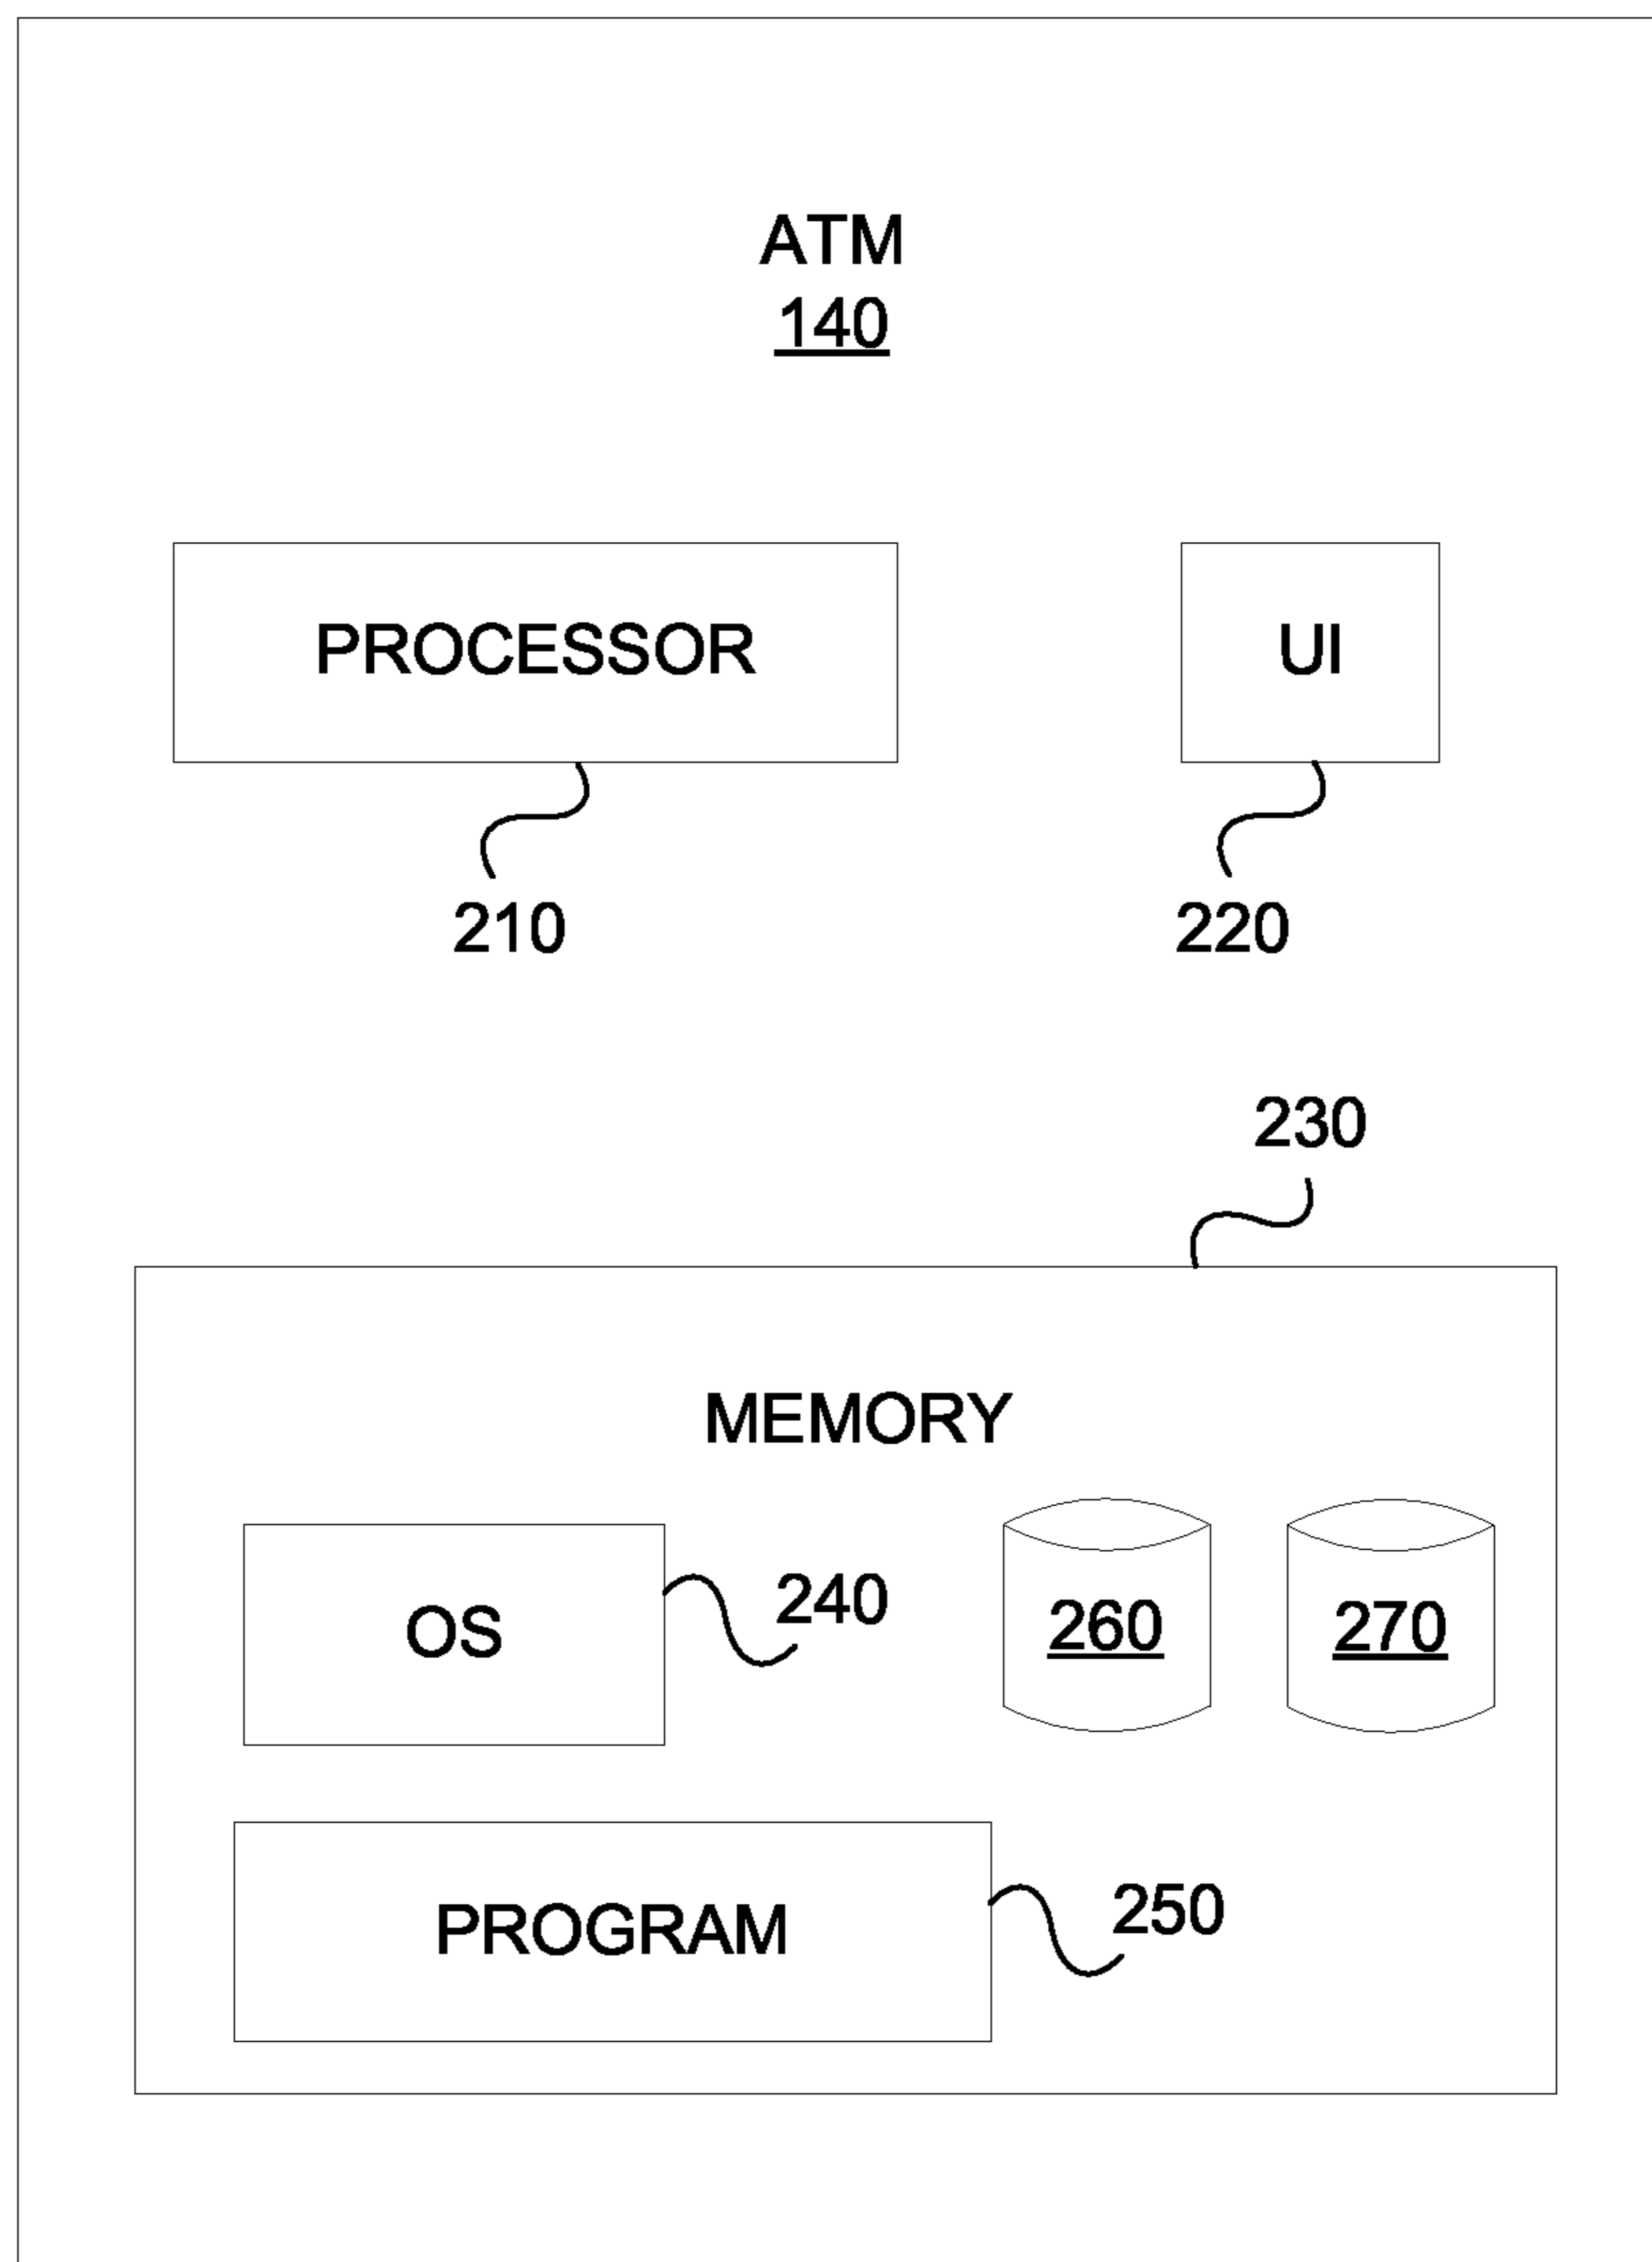 ATM
140
PROCESSOR
UI
210
220
230
MEMORY
OS
240
260
270
PROGRAM
250